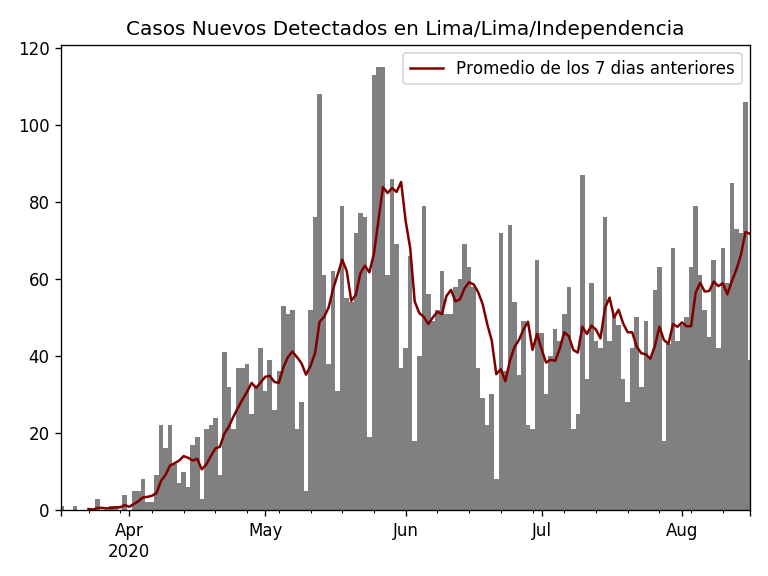 Casos Nuevos Detectados en Lima/Lima/Independencia
Promedio de los 7 dias anteriores
120
100
80
60
40
20
0
Apr
2020
May
Jun
Jul
Aug